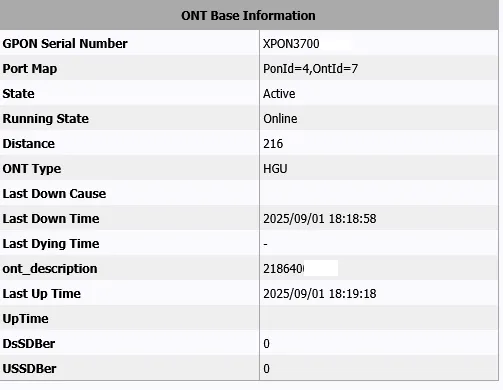 ONT Base Information
GPON Serial Number XPON3700
Port Map PonId=4,OntId=7
State Active
Running State Online
Distance 216
ONT Type HGU
Last Down Cause
Last Down Time 2025/09/01 18:18:58
Last Dying Time -
ont_description 218640
Last Up Time 2025/09/01 18:19:18
UpTime
DsSDBer 0
USSDBer 0